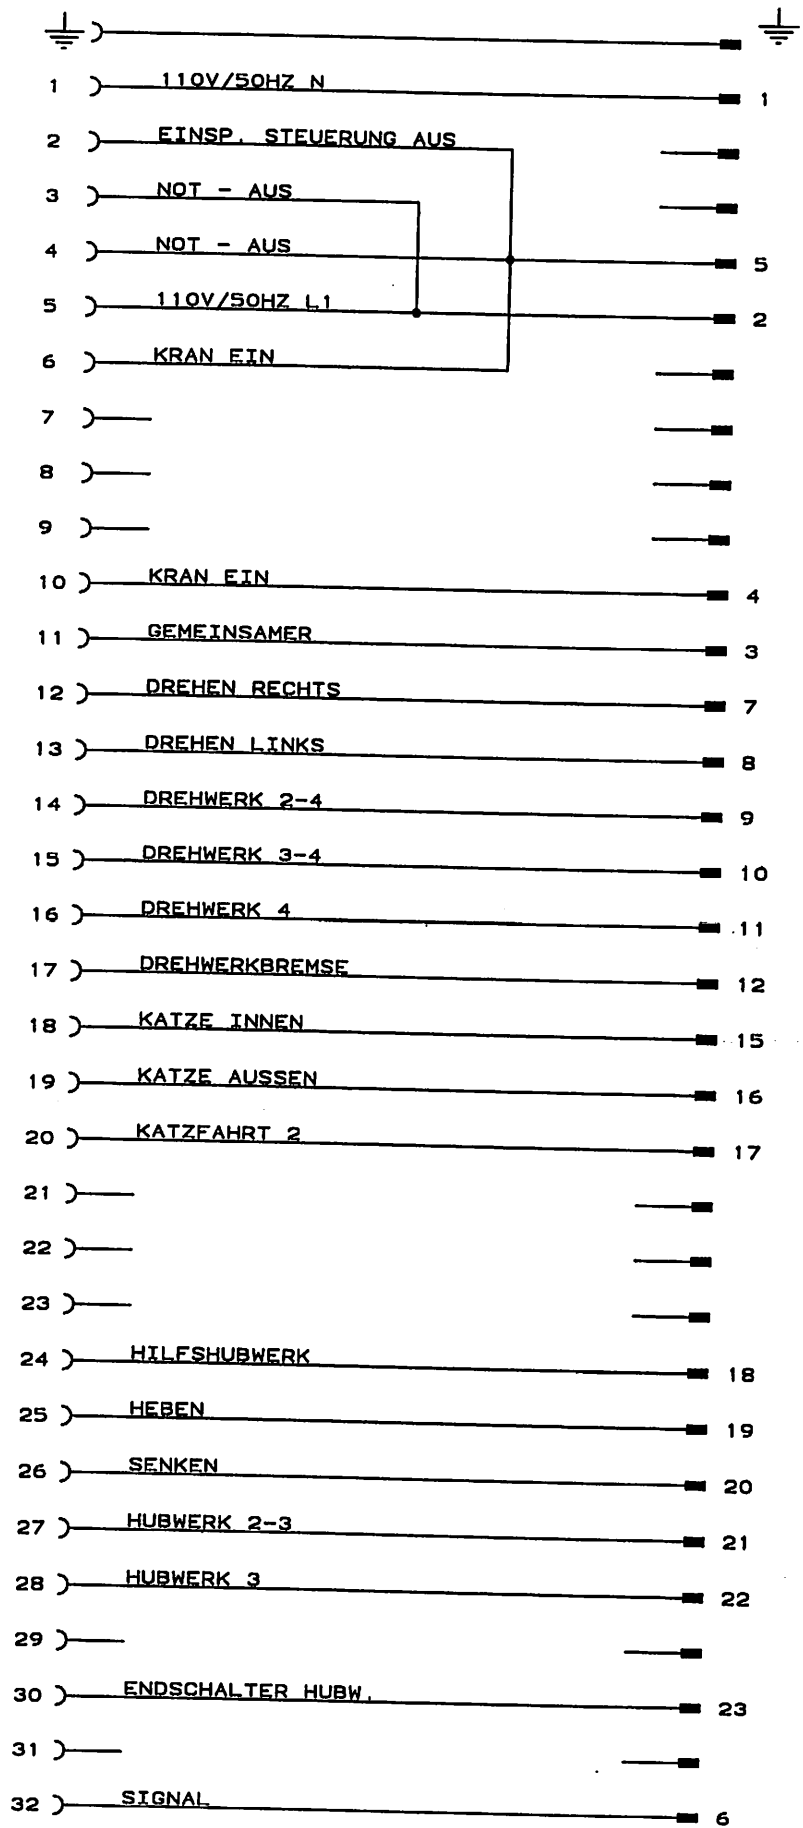 1 110V/50HZ N 1
2 EINSP. STEUERUNG AUS
3 NOT - AUS
4 NOT - AUS 5
5 110V/50HZ L1 2
6 KRAN EIN
7
8
9
10 KRAN EIN 4
11 GEMEINSAMER 3
12 DREHEN RECHTS 7
13 DREHEN LINKS 8
14 DREHWERK 2-4 9
15 DREHWERK 3-4 10
16 DREHWERK 4 11
17 DREHWERKBREMSE 12
18 KATZE INNEN 15
19 KATZE AUSSEN 16
20 KATZFAHRT 2 17
21
22
23
24 HILFSHUBWERK 18
25 HEBEN 19
26 SENKEN 20
27 HUBWERK 2-3 21
28 HUBWERK 3 22
29
30 ENDSCHALTER HUBW. 23
31
32 SIGNAL 6